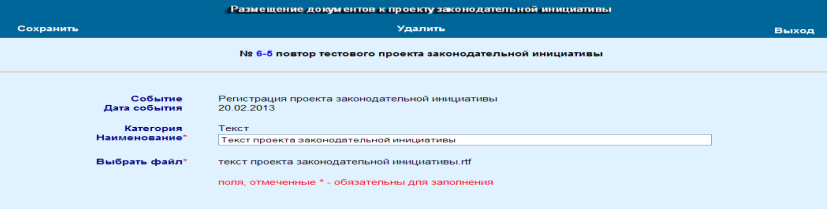 Размещение документов к проекту законодательной инициативы
Сохранить Удалить Выход
№ 6-5 повтор тестового проекта законодательной инициативы
Событие Регистрация проекта законодательной инициативы
Дата события 20.02.2013
Категория Текст
Наименование* Текст проекта законодательной инициативы
Выбрать файл* текст проекта законодательной инициативы.rtf
поля, отмеченные * - обязательны для заполнения